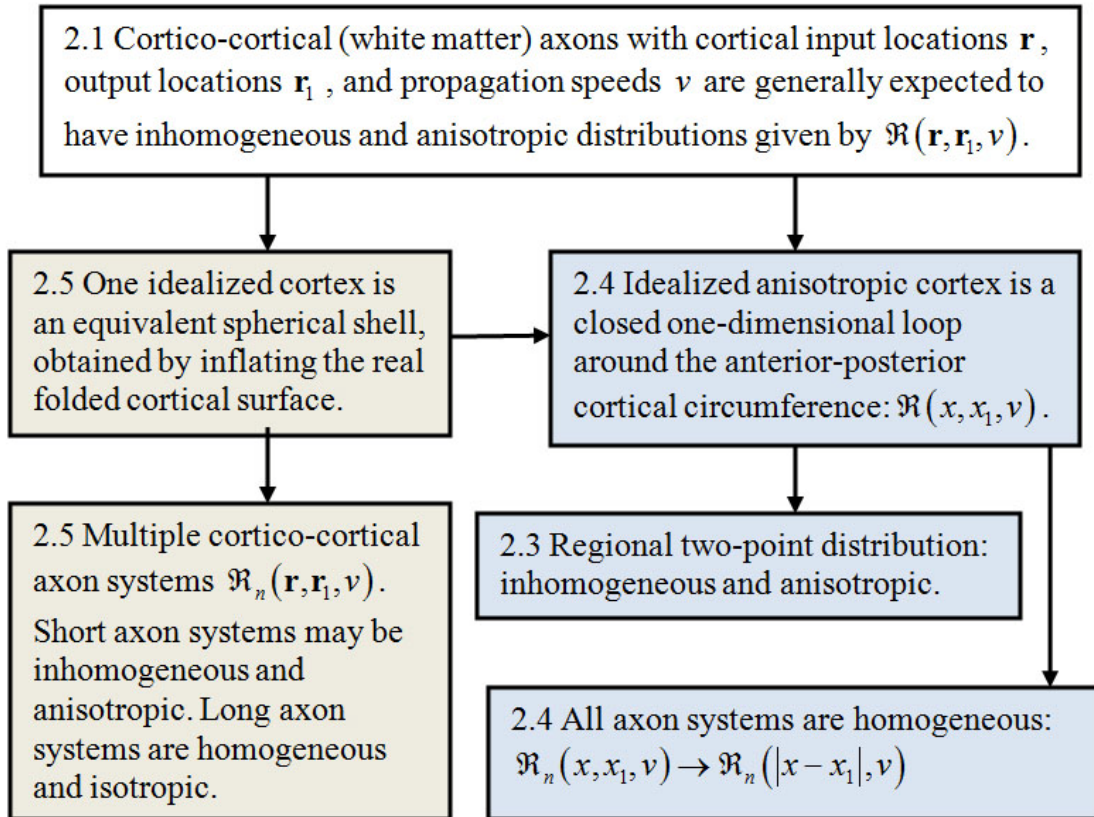 2.1 Cortico-cortical (white matter) axons with cortical input locations r ,
output locations r₁ , and propagation speeds v are generally expected to
have inhomogeneous and anisotropic distributions given by ℜ(r,r₁,v).
2.5 One idealized cortex is
an equivalent spherical shell,
obtained by inflating the real
folded cortical surface.
2.4 Idealized anisotropic cortex is a
closed one-dimensional loop
around the anterior-posterior
cortical circumference: ℜ(x,x₁,v).
2.5 Multiple cortico-cortical
axon systems ℜₙ(r,r₁,v).
Short axon systems may be
inhomogeneous and
anisotropic. Long axon
systems are homogeneous
and isotropic.
2.3 Regional two-point distribution:
inhomogeneous and anisotropic.
2.4 All axon systems are homogeneous:
ℜₙ(x,x₁,v)→ℜₙ(|x−x₁|,v)